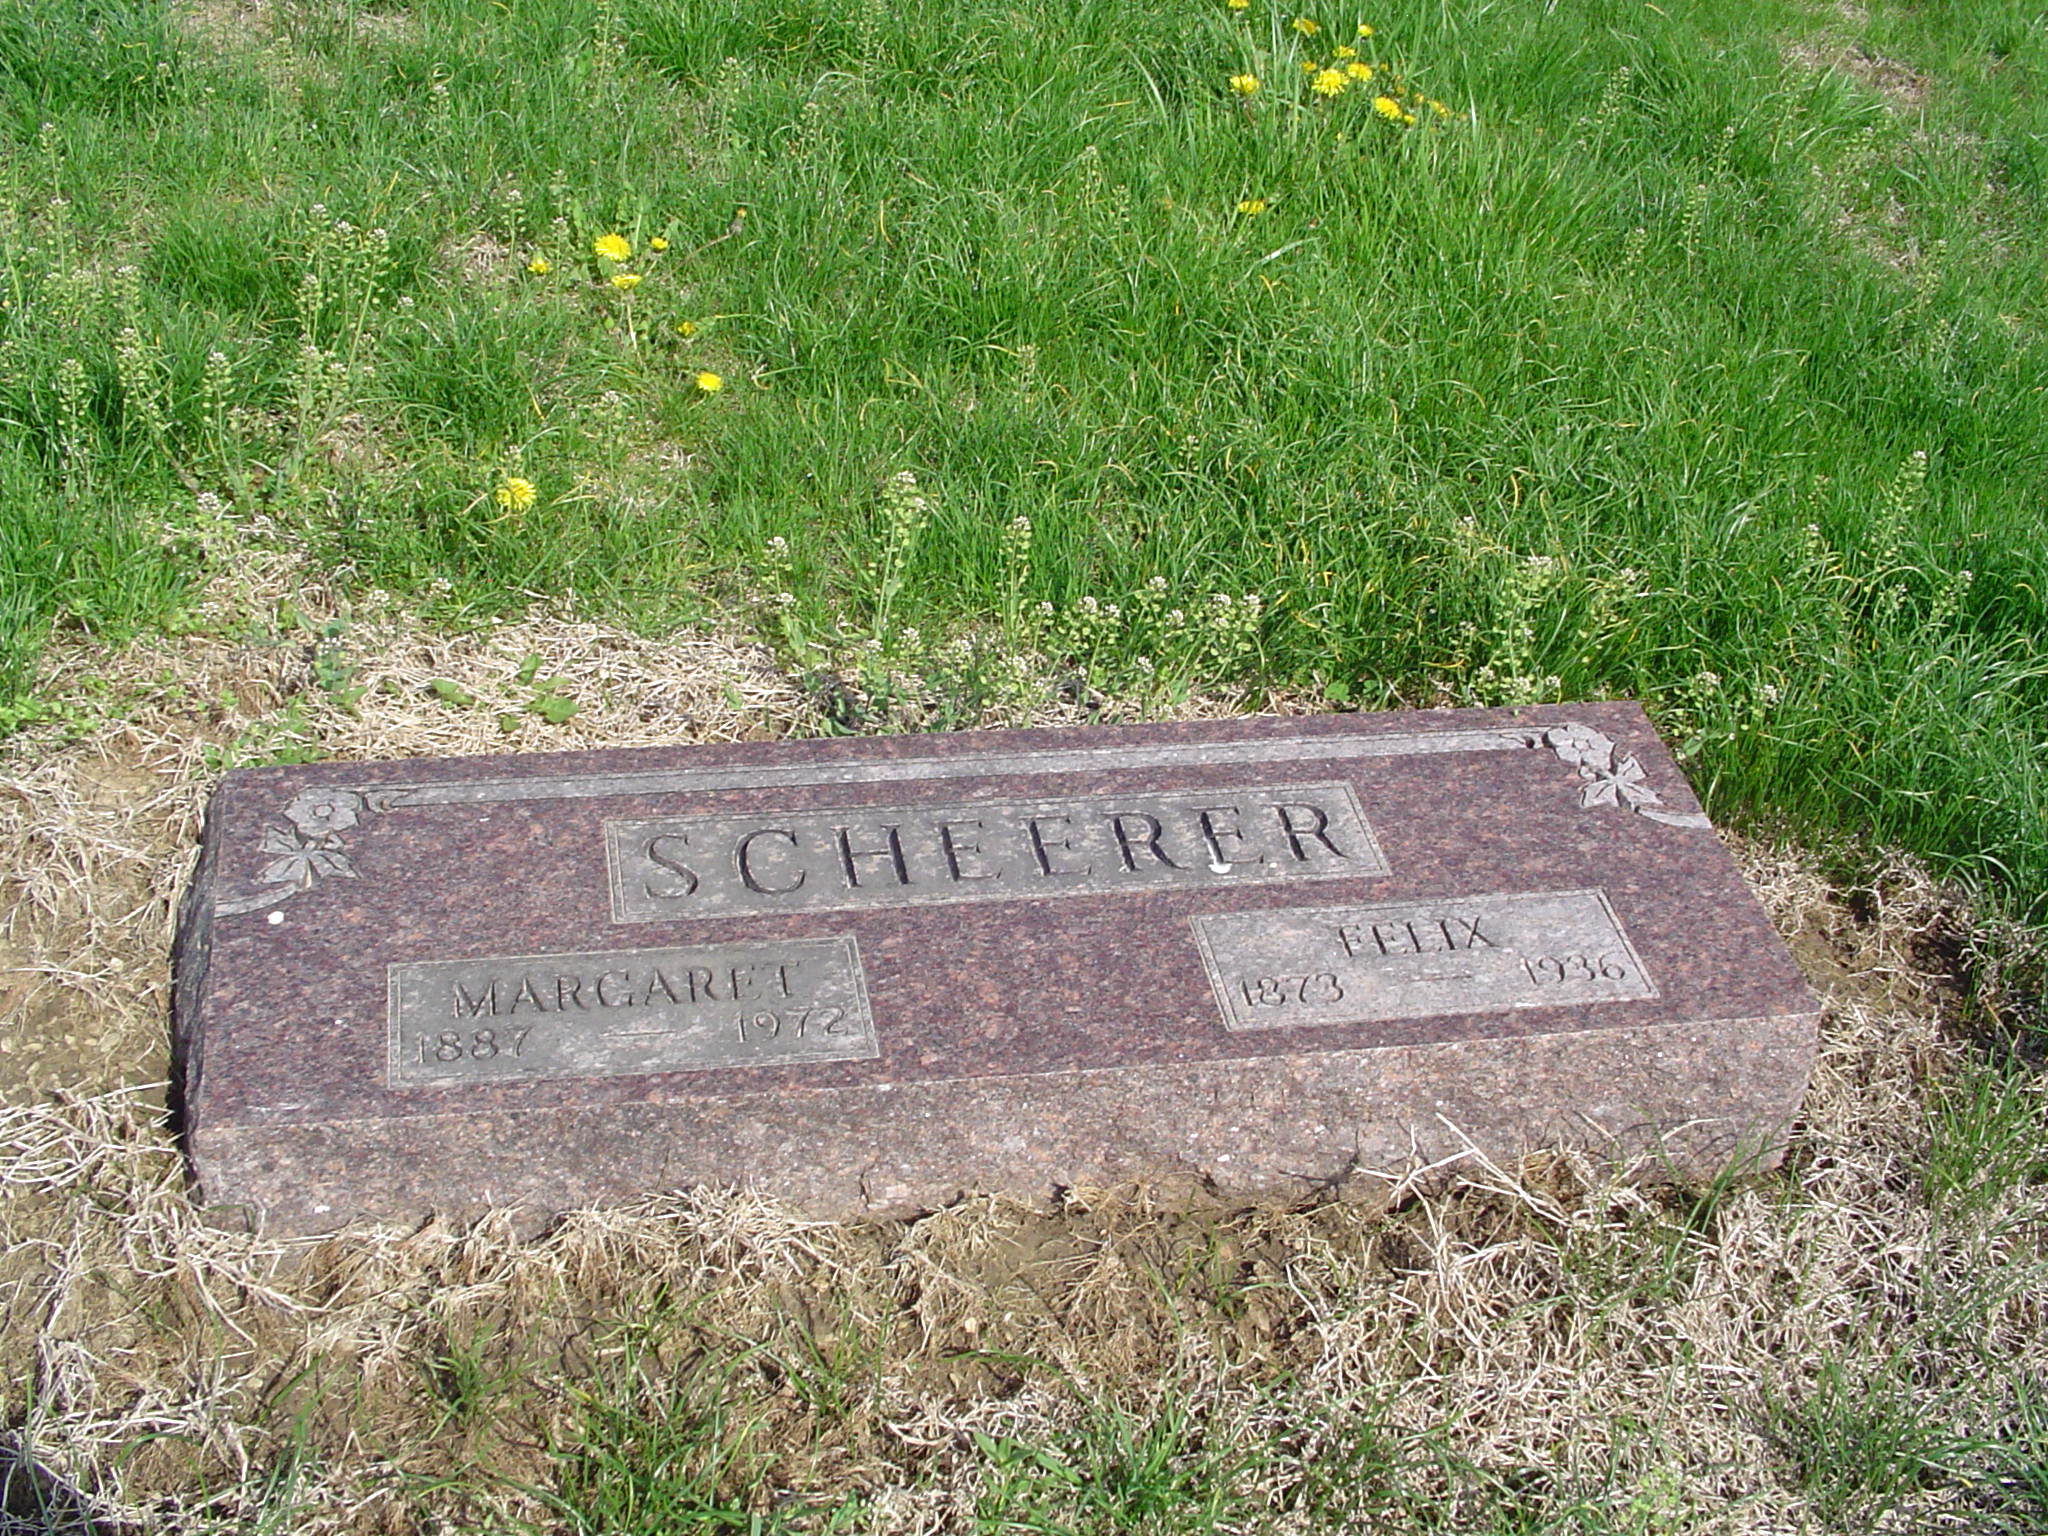 SCHEERER
MARGARET
1887 — 1972
FELIX
1873 — 1936